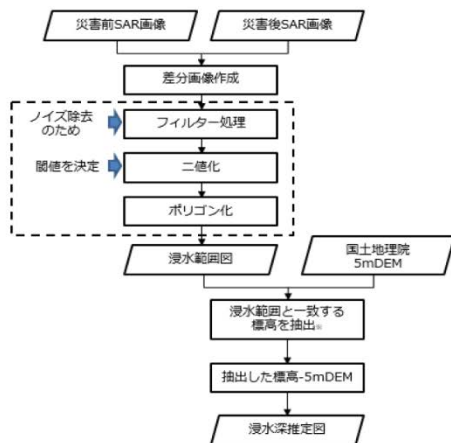 災害前SAR画像
災害後SAR画像
差分画像作成
ノイズ除去
のため
フィルター処理
閾値を決定
二値化
ポリゴン化
浸水範囲図
国土地理院
5mDEM
浸水範囲と一致する
標高を抽出※
抽出した標高-5mDEM
浸水深推定図